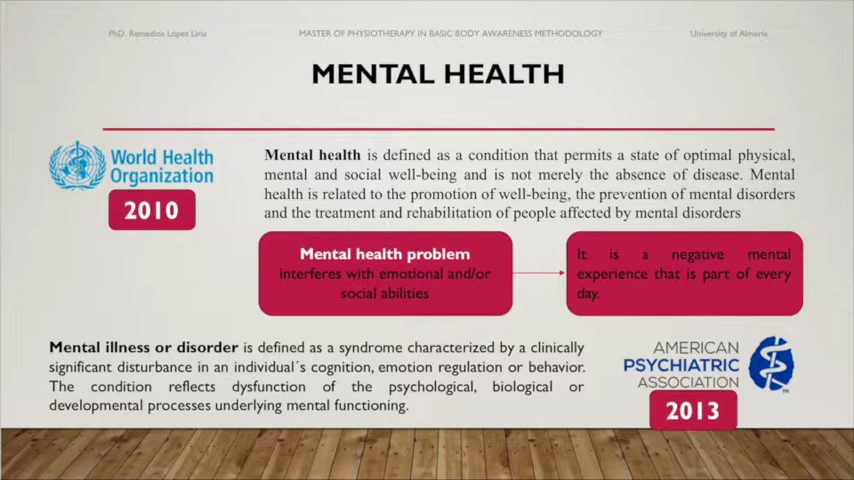 PhD. Remedios López Liria
MASTER OF PHYSIOTHERAPY IN BASIC BODY AWARENESS METHODOLOGY
University of Almeria
MENTAL HEALTH
World Health
Organization
2010
Mental health is defined as a condition that permits a state of optimal physical,
mental and social well-being and is not merely the absence of disease. Mental
health is related to the promotion of well-being, the prevention of mental disorders
and the treatment and rehabilitation of people affected by mental disorders
Mental health problem
interferes with emotional and/or
social abilities
It is a negative mental
experience that is part of every
day.
Mental illness or disorder is defined as a syndrome characterized by a clinically
significant disturbance in an individual´s cognition, emotion regulation or behavior.
The condition reflects dysfunction of the psychological, biological or
developmental processes underlying mental functioning.
AMERICAN
PSYCHIATRIC
ASSOCIATION
TM
2013